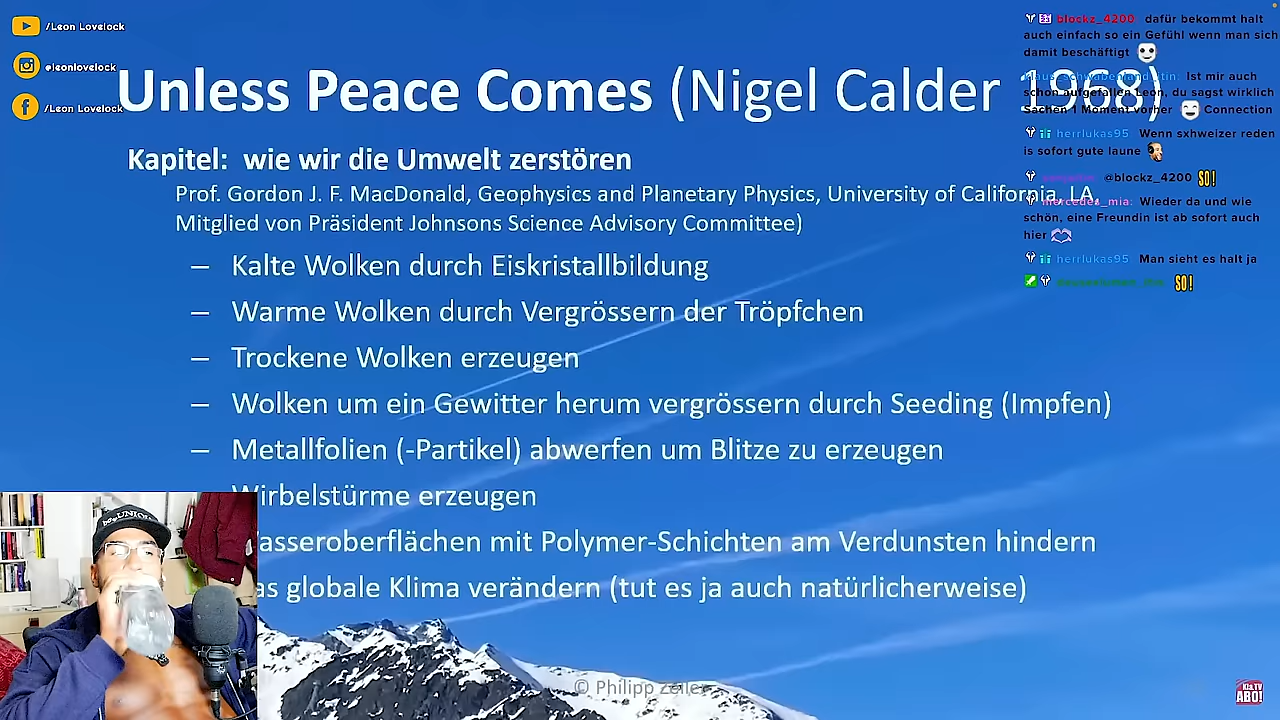 /Leon Lovelock
@leonlovelock
/Leon Lovelock
Unless Peace Comes (Nigel Calder
Kapitel: wie wir die Umwelt zerstören
Prof. Gordon J. F. MacDonald, Geophysics and Planetary Physics, University of California, LA
Mitglied von Präsident Johnsons Science Advisory Committee)
– Kalte Wolken durch Eiskristallbildung
– Warme Wolken durch Vergrössern der Tröpfchen
– Trockene Wolken erzeugen
– Wolken um ein Gewitter herum vergrössern durch Seeding (Impfen)
– Metallfolien (-Partikel) abwerfen um Blitze zu erzeugen
Wirbelstürme erzeugen
asseroberflächen mit Polymer-Schichten am Verdunsten hindern
as globale Klima verändern (tut es ja auch natürlicherweise)
© Philipp Zeller
blockz_4200 dafür bekommt halt
auch einfach so ein Gefühl wenn man sich
damit beschäftigt
Ist mir auch
schon aufgefallen Leon, du sagst wirklich
Sachen 1 Moment vorher Connection
herrlukas95: Wenn sxhweizer reden
is sofort gute laune
@blockz_4200 SO!
mercedes_mia: Wieder da und wie
schön, eine Freundin ist ab sofort auch
hier
herrlukas95: Man sieht es halt ja
SO!
Kla.TV
ABO!